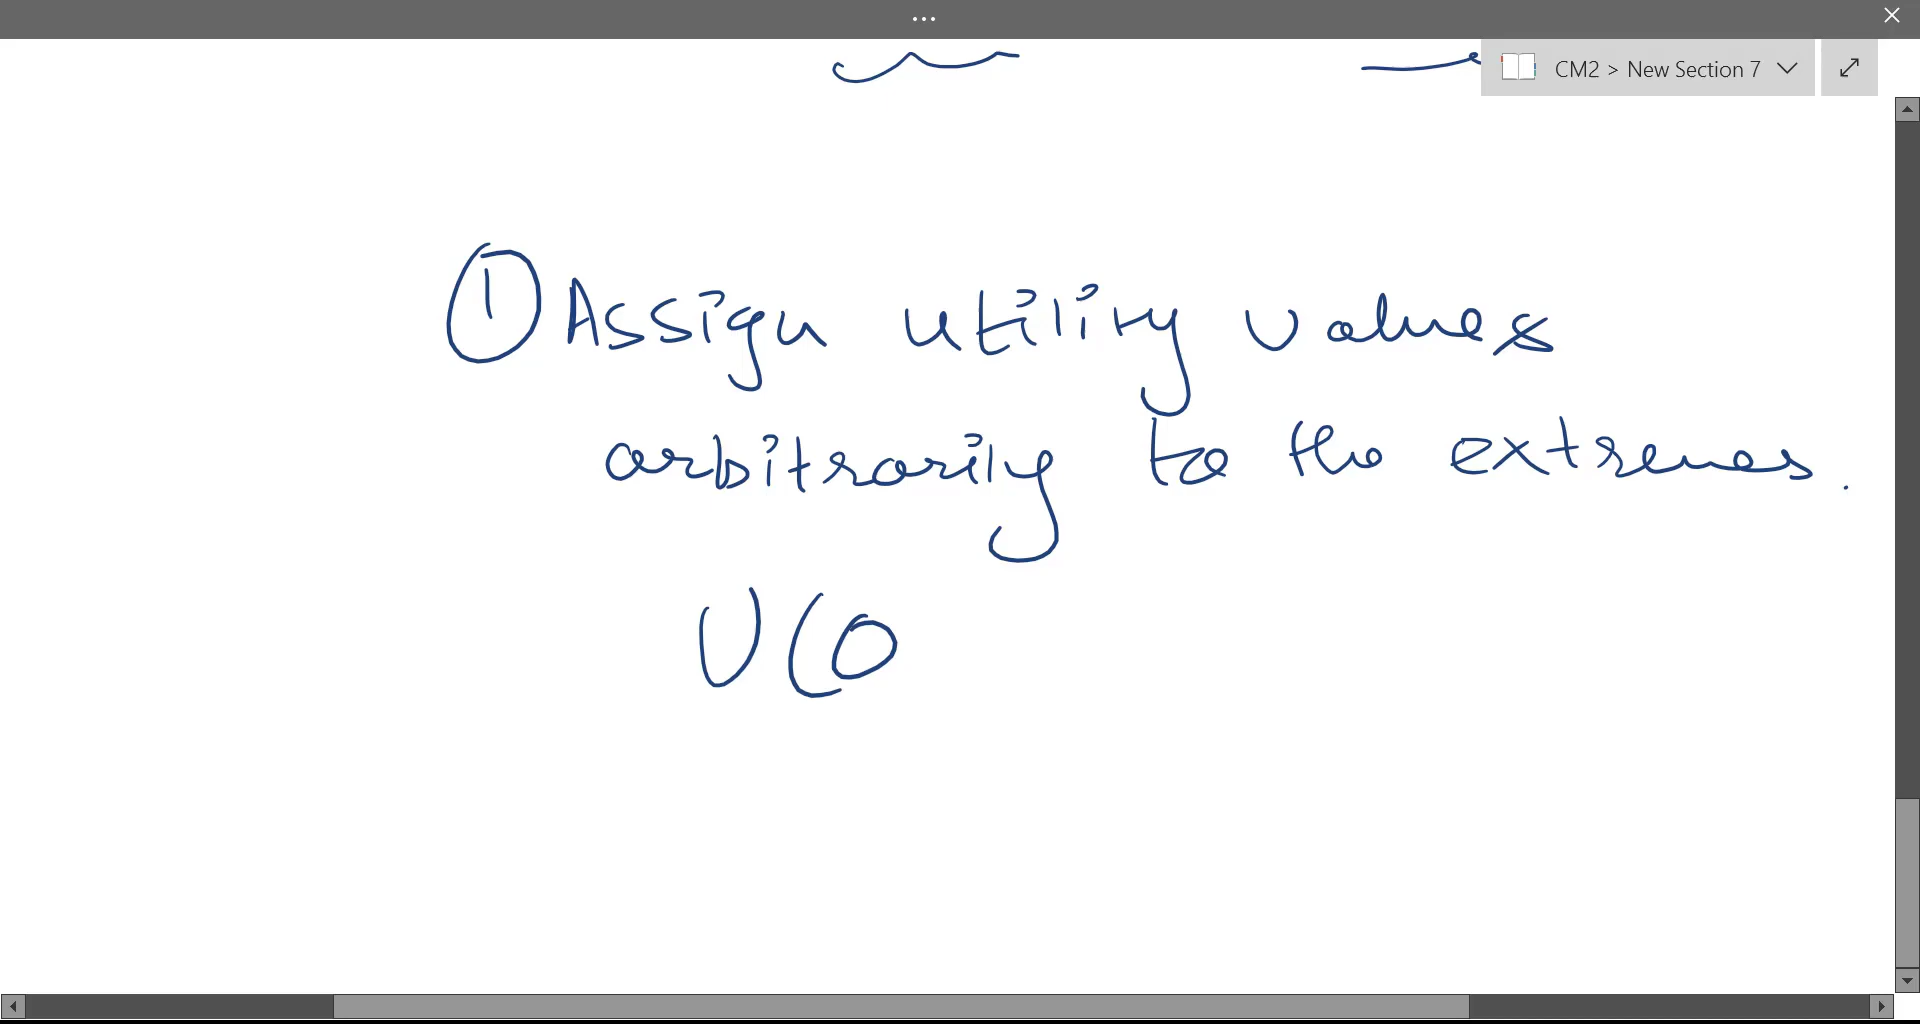 CM2 > New Section 7
① Assign utility values
arbitrarily to the extremes.
U(0